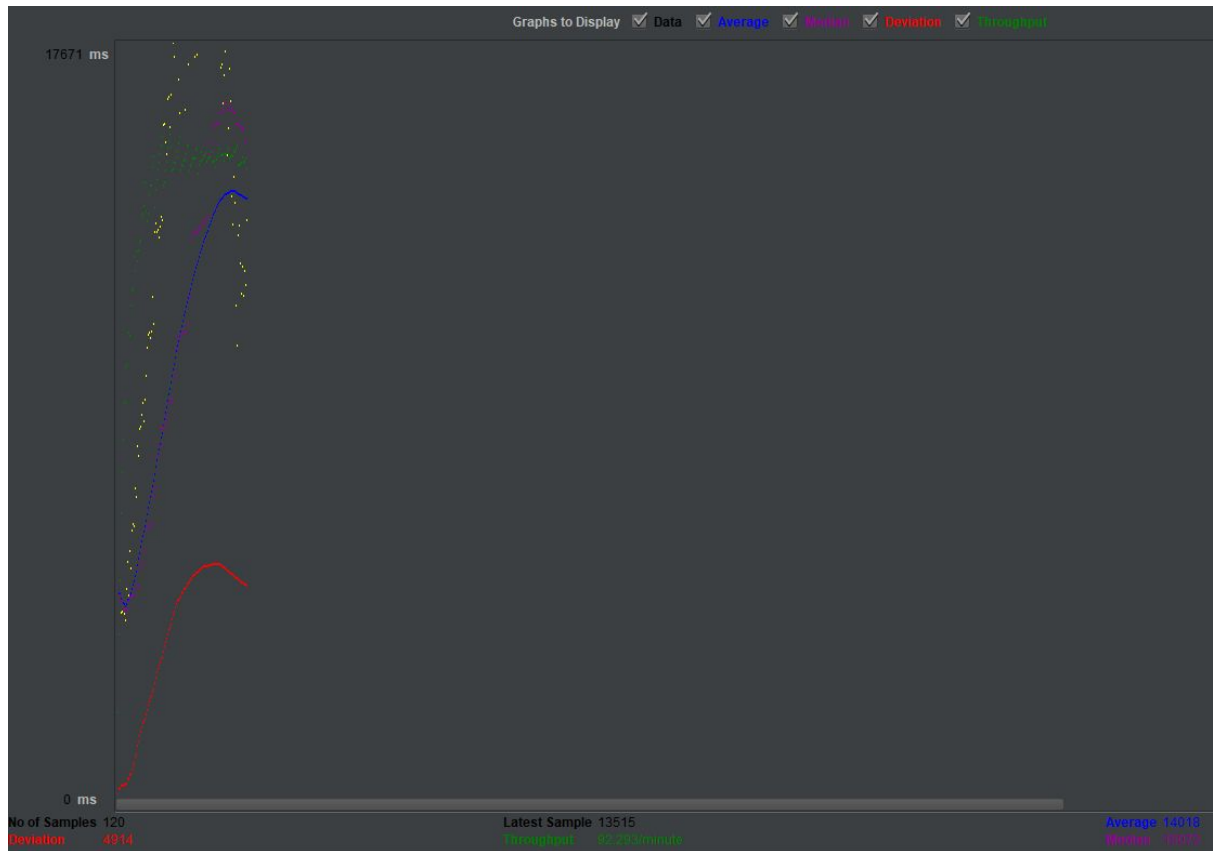 Graphs to Display Data Average Median Deviation Throughput
17671 ms
0 ms
No of Samples 120
Latest Sample 13515
Average 14018
Deviation 4914
Throughput 92.293/minute
Median